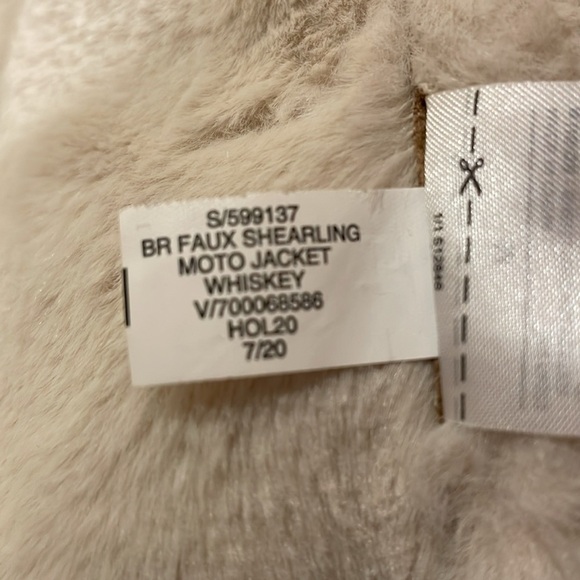 S/599137
BR FAUX SHEARLING
MOTO JACKET
WHISKEY
V/700068586
HOL20
7/20